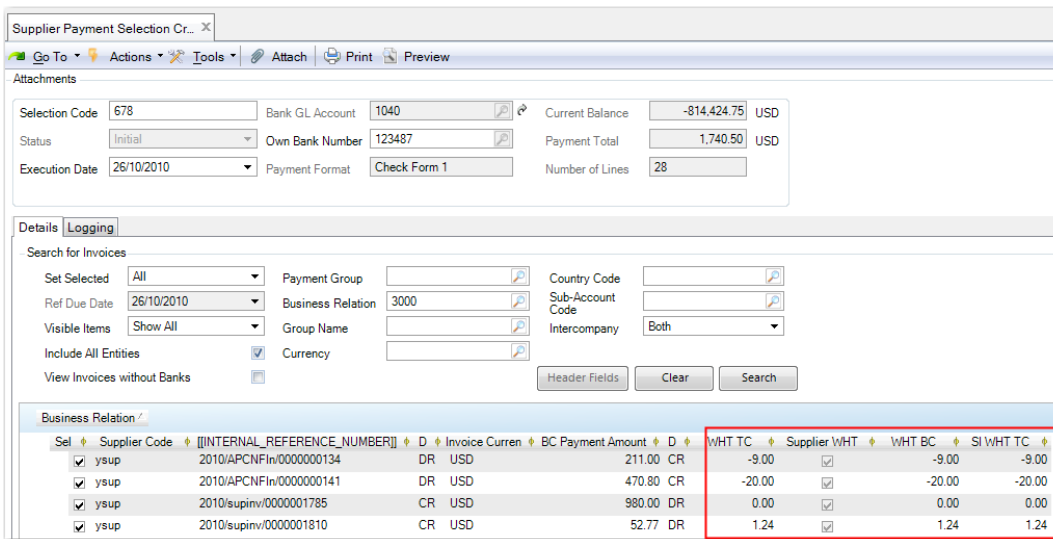 Supplier Payment Selection Cr... X
Go To Actions Tools Attach Print Preview
Attachments
Selection Code 678 Bank GL Account 1040 Current Balance -814,424.75 USD
Status Initial Own Bank Number 123487 Payment Total 1,740.50 USD
Execution Date 26/10/2010 Payment Format Check Form 1 Number of Lines 28
Details Logging
Search for Invoices
Set Selected All Payment Group Country Code
Ref Due Date 26/10/2010 Business Relation 3000 Sub-Account Code
Visible Items Show All Group Name Intercompany Both
Include All Entities Currency
View Invoices without Banks Header Fields Clear Search
Business Relation
Sel Supplier Code [[INTERNAL_REFERENCE_NUMBER]] D Invoice Curren BC Payment Amount D WHT TC Supplier WHT WHT BC SI WHT TC
ysup 2010/APCNFIn/0000000134 DR USD 211.00 CR -9.00 -9.00 -9.00
ysup 2010/APCNFIn/0000000141 DR USD 470.80 CR -20.00 -20.00 -20.00
ysup 2010/supinv/0000001785 CR USD 980.00 DR 0.00 0.00 0.00
ysup 2010/supinv/0000001810 CR USD 52.77 DR 1.24 1.24 1.24